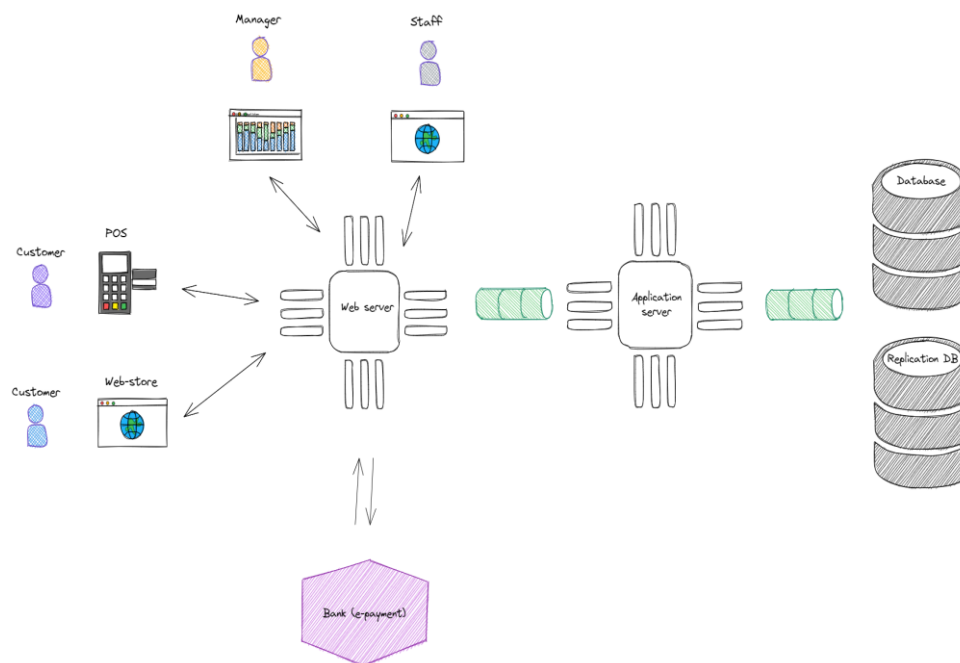 Manager
Staff
Database
POS
Customer
Web server
Application
server
Replication DB
Web-store
Customer
Bank (e-payment)